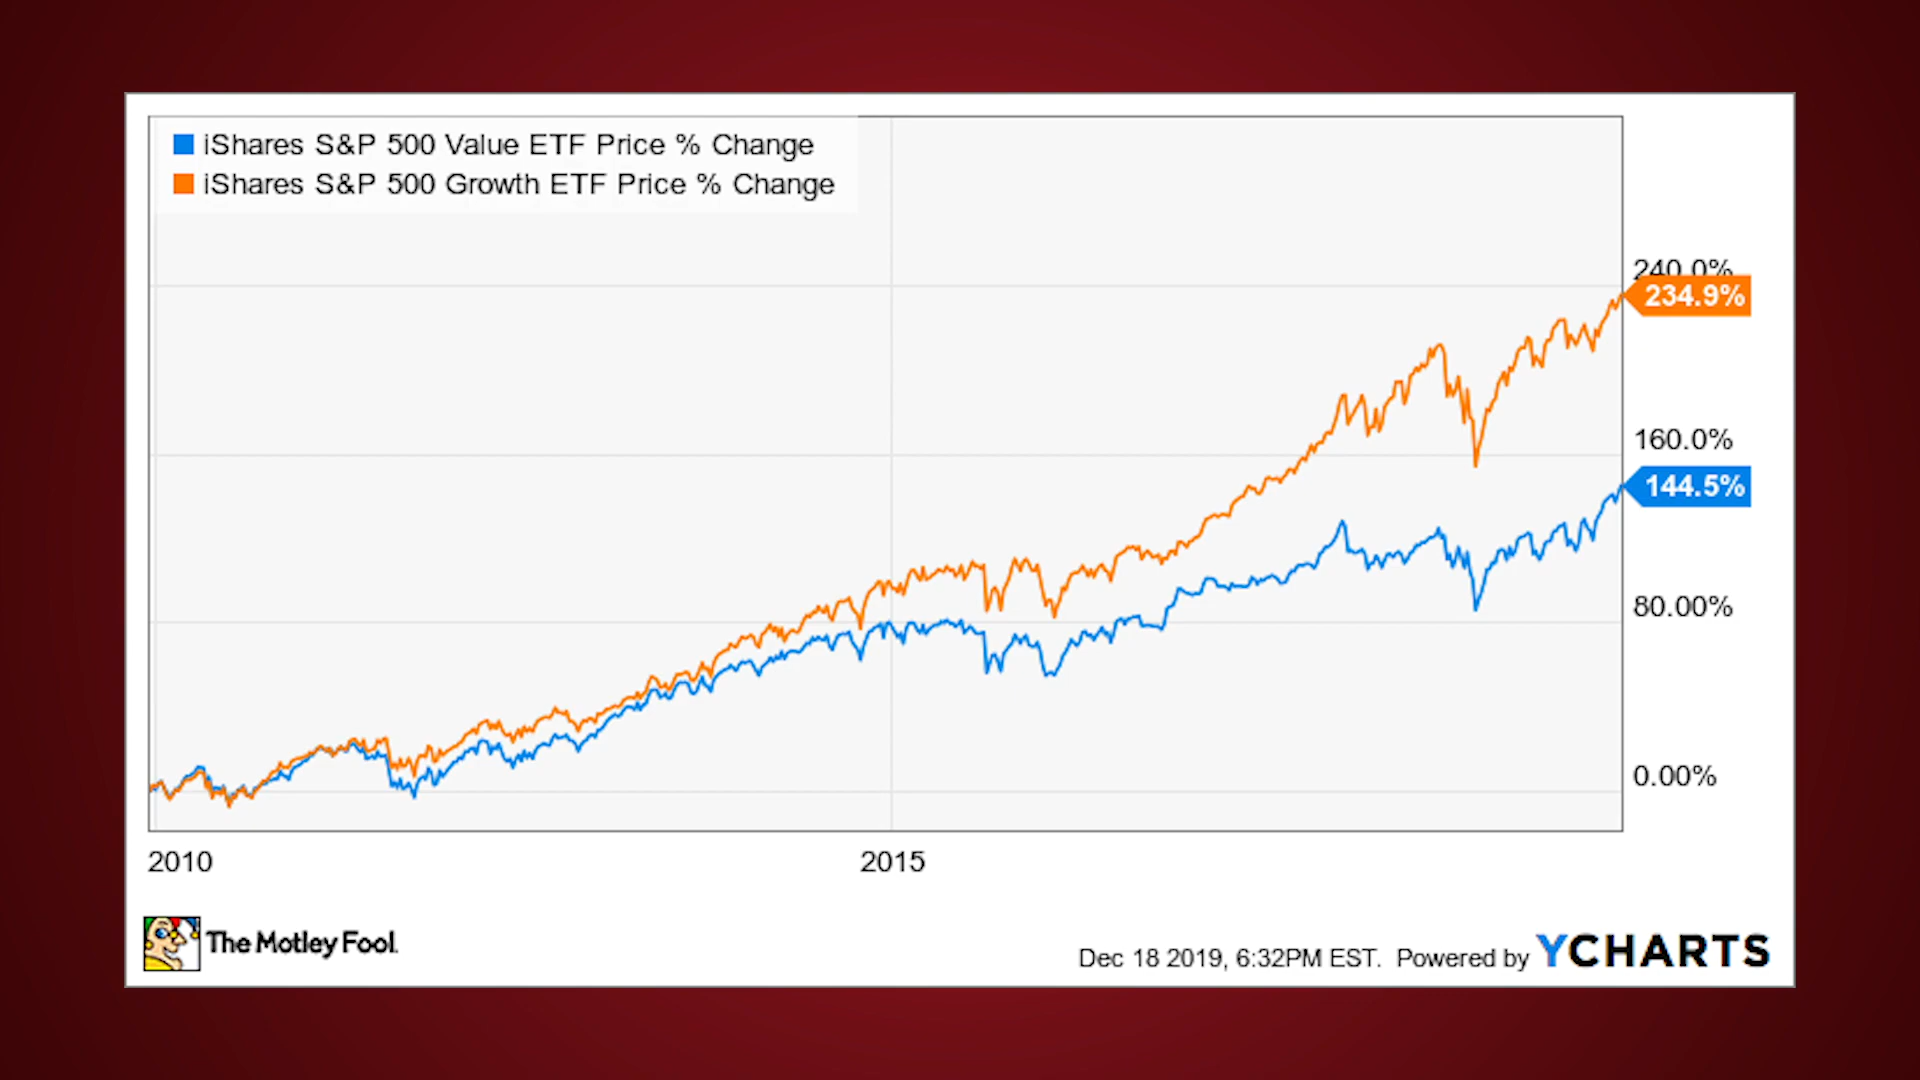 iShares S&P 500 Value ETF Price % Change
iShares S&P 500 Growth ETF Price % Change
240.0%
234.9%
160.0%
144.5%
80.00%
0.00%
2010
2015
The Motley Fool.
Dec 18 2019, 6:32PM EST. Powered by YCHARTS